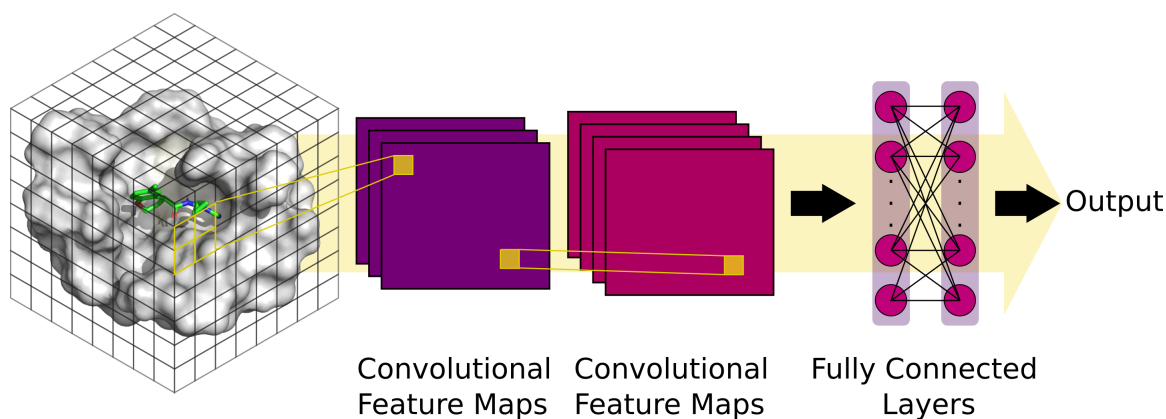 Output
Convolutional
Feature Maps
Convolutional
Feature Maps
Fully Connected
Layers